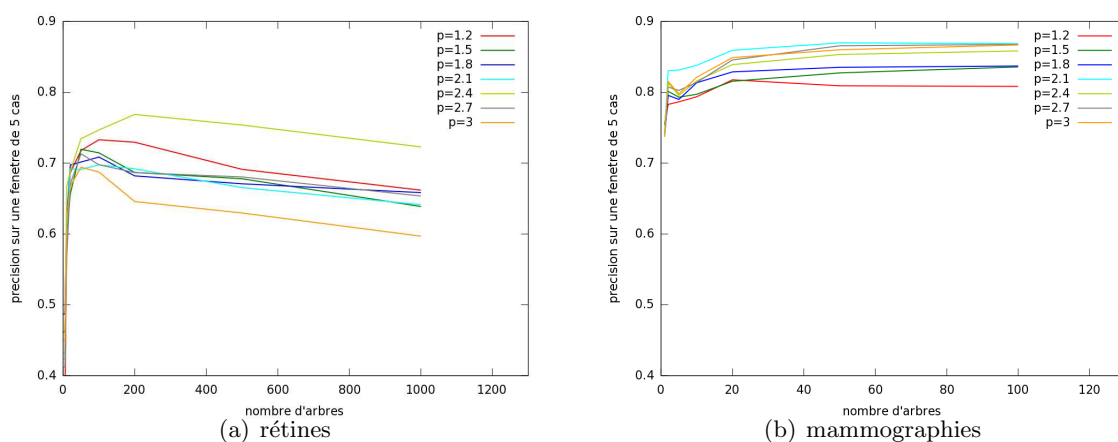 0.9
0.8
0.7
0.6
0.5
0.4
0
200
400
600
800
1000
1200
precision sur une fenetre de 5 cas
nombre d'arbres
p=1.2
p=1.5
p=1.8
p=2.1
p=2.4
p=2.7
p=3
(a) rétines
0.9
0.8
0.7
0.6
0.5
0.4
0
20
40
60
80
100
120
precision sur une fenetre de 5 cas
nombre d'arbres
p=1.2
p=1.5
p=1.8
p=2.1
p=2.4
p=2.7
p=3
(b) mammographies